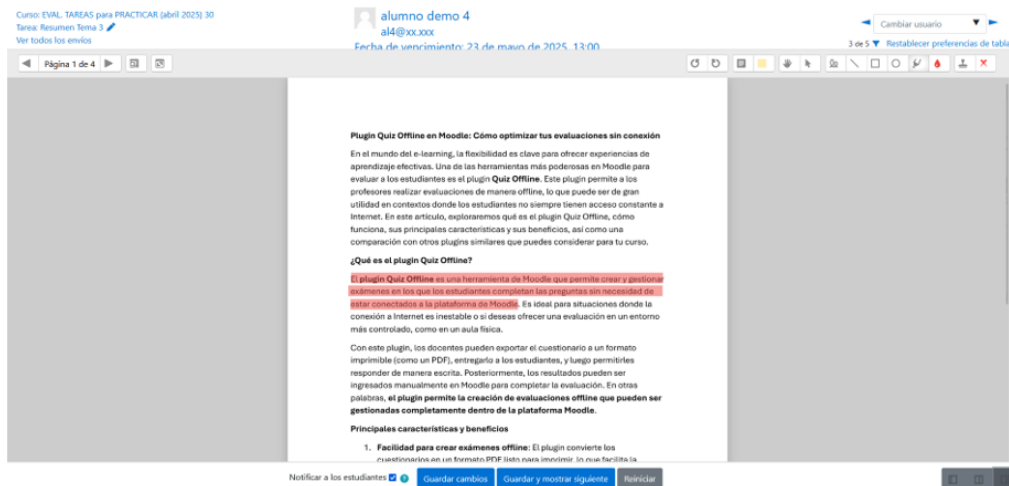 Curso: EVAL. TAREAS para PRACTICAR (abril 2025) 30
Tarea: Resumen Tema 3
Ver todos los envíos
alumno demo 4
al4@xx.xxx
Fecha de vencimiento: 23 de mayo de 2025, 13:00
Cambiar usuario
3 de 5
Restablecer preferencias de tabla
Página 1 de 4
Plugin Quiz Offline en Moodle: Cómo optimizar tus evaluaciones sin conexión
En el mundo del e-learning, la flexibilidad es clave para ofrecer experiencias de
aprendizaje efectivas. Una de las herramientas más poderosas en Moodle para
evaluar a los estudiantes es el plugin Quiz Offline. Este plugin permite a los
profesores realizar evaluaciones de manera offline, lo que puede ser de gran
utilidad en contextos donde los estudiantes no siempre tienen acceso constante a
Internet. En este artículo, exploraremos qué es el plugin Quiz Offline, cómo
funciona, sus principales características y sus beneficios, así como una
comparación con otros plugins similares que puedes considerar para tu curso.
¿Qué es el plugin Quiz Offline?
El plugin Quiz Offline es una herramienta de Moodle que permite crear y gestionar
exámenes en los que los estudiantes completan las preguntas sin necesidad de
estar conectados a la plataforma de Moodle. Es ideal para situaciones donde la
conexión a Internet es inestable o si deseas ofrecer una evaluación en un entorno
más controlado, como en un aula física.
Con este plugin, los docentes pueden exportar el cuestionario a un formato
imprimible (como un PDF), entregarlo a los estudiantes, y luego permitirles
responder de manera escrita. Posteriormente, los resultados pueden ser
ingresados manualmente en Moodle para completar la evaluación. En otras
palabras, el plugin permite la creación de evaluaciones offline que pueden ser
gestionadas completamente dentro de la plataforma Moodle.
Principales características y beneficios
1. Facilidad para crear exámenes offline: El plugin convierte los
cuestionarios en un formato PDF listo para imprimir, lo que facilita la
Notificar a los estudiantes
Guardar cambios
Guardar y mostrar siguiente
Reiniciar